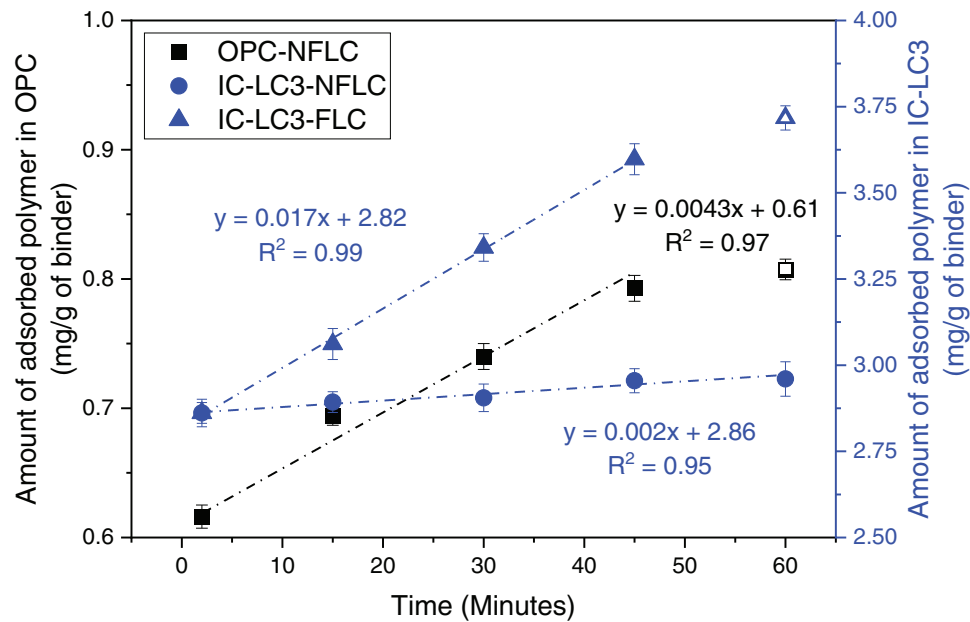 Amount of adsorbed polymer in OPC
(mg/g of binder)
1.0
0.9
0.8
0.7
0.6
OPC-NFLC
IC-LC3-NFLC
IC-LC3-FLC
y = 0.017x + 2.82
R² = 0.99
y = 0.0043x + 0.61
R² = 0.97
y = 0.002x + 2.86
R² = 0.95
4.00
3.75
3.50
3.25
3.00
2.75
2.50
Amount of adsorbed polymer in IC-LC3
(mg/g of binder)
0 10 20 30 40 50 60
Time (Minutes)